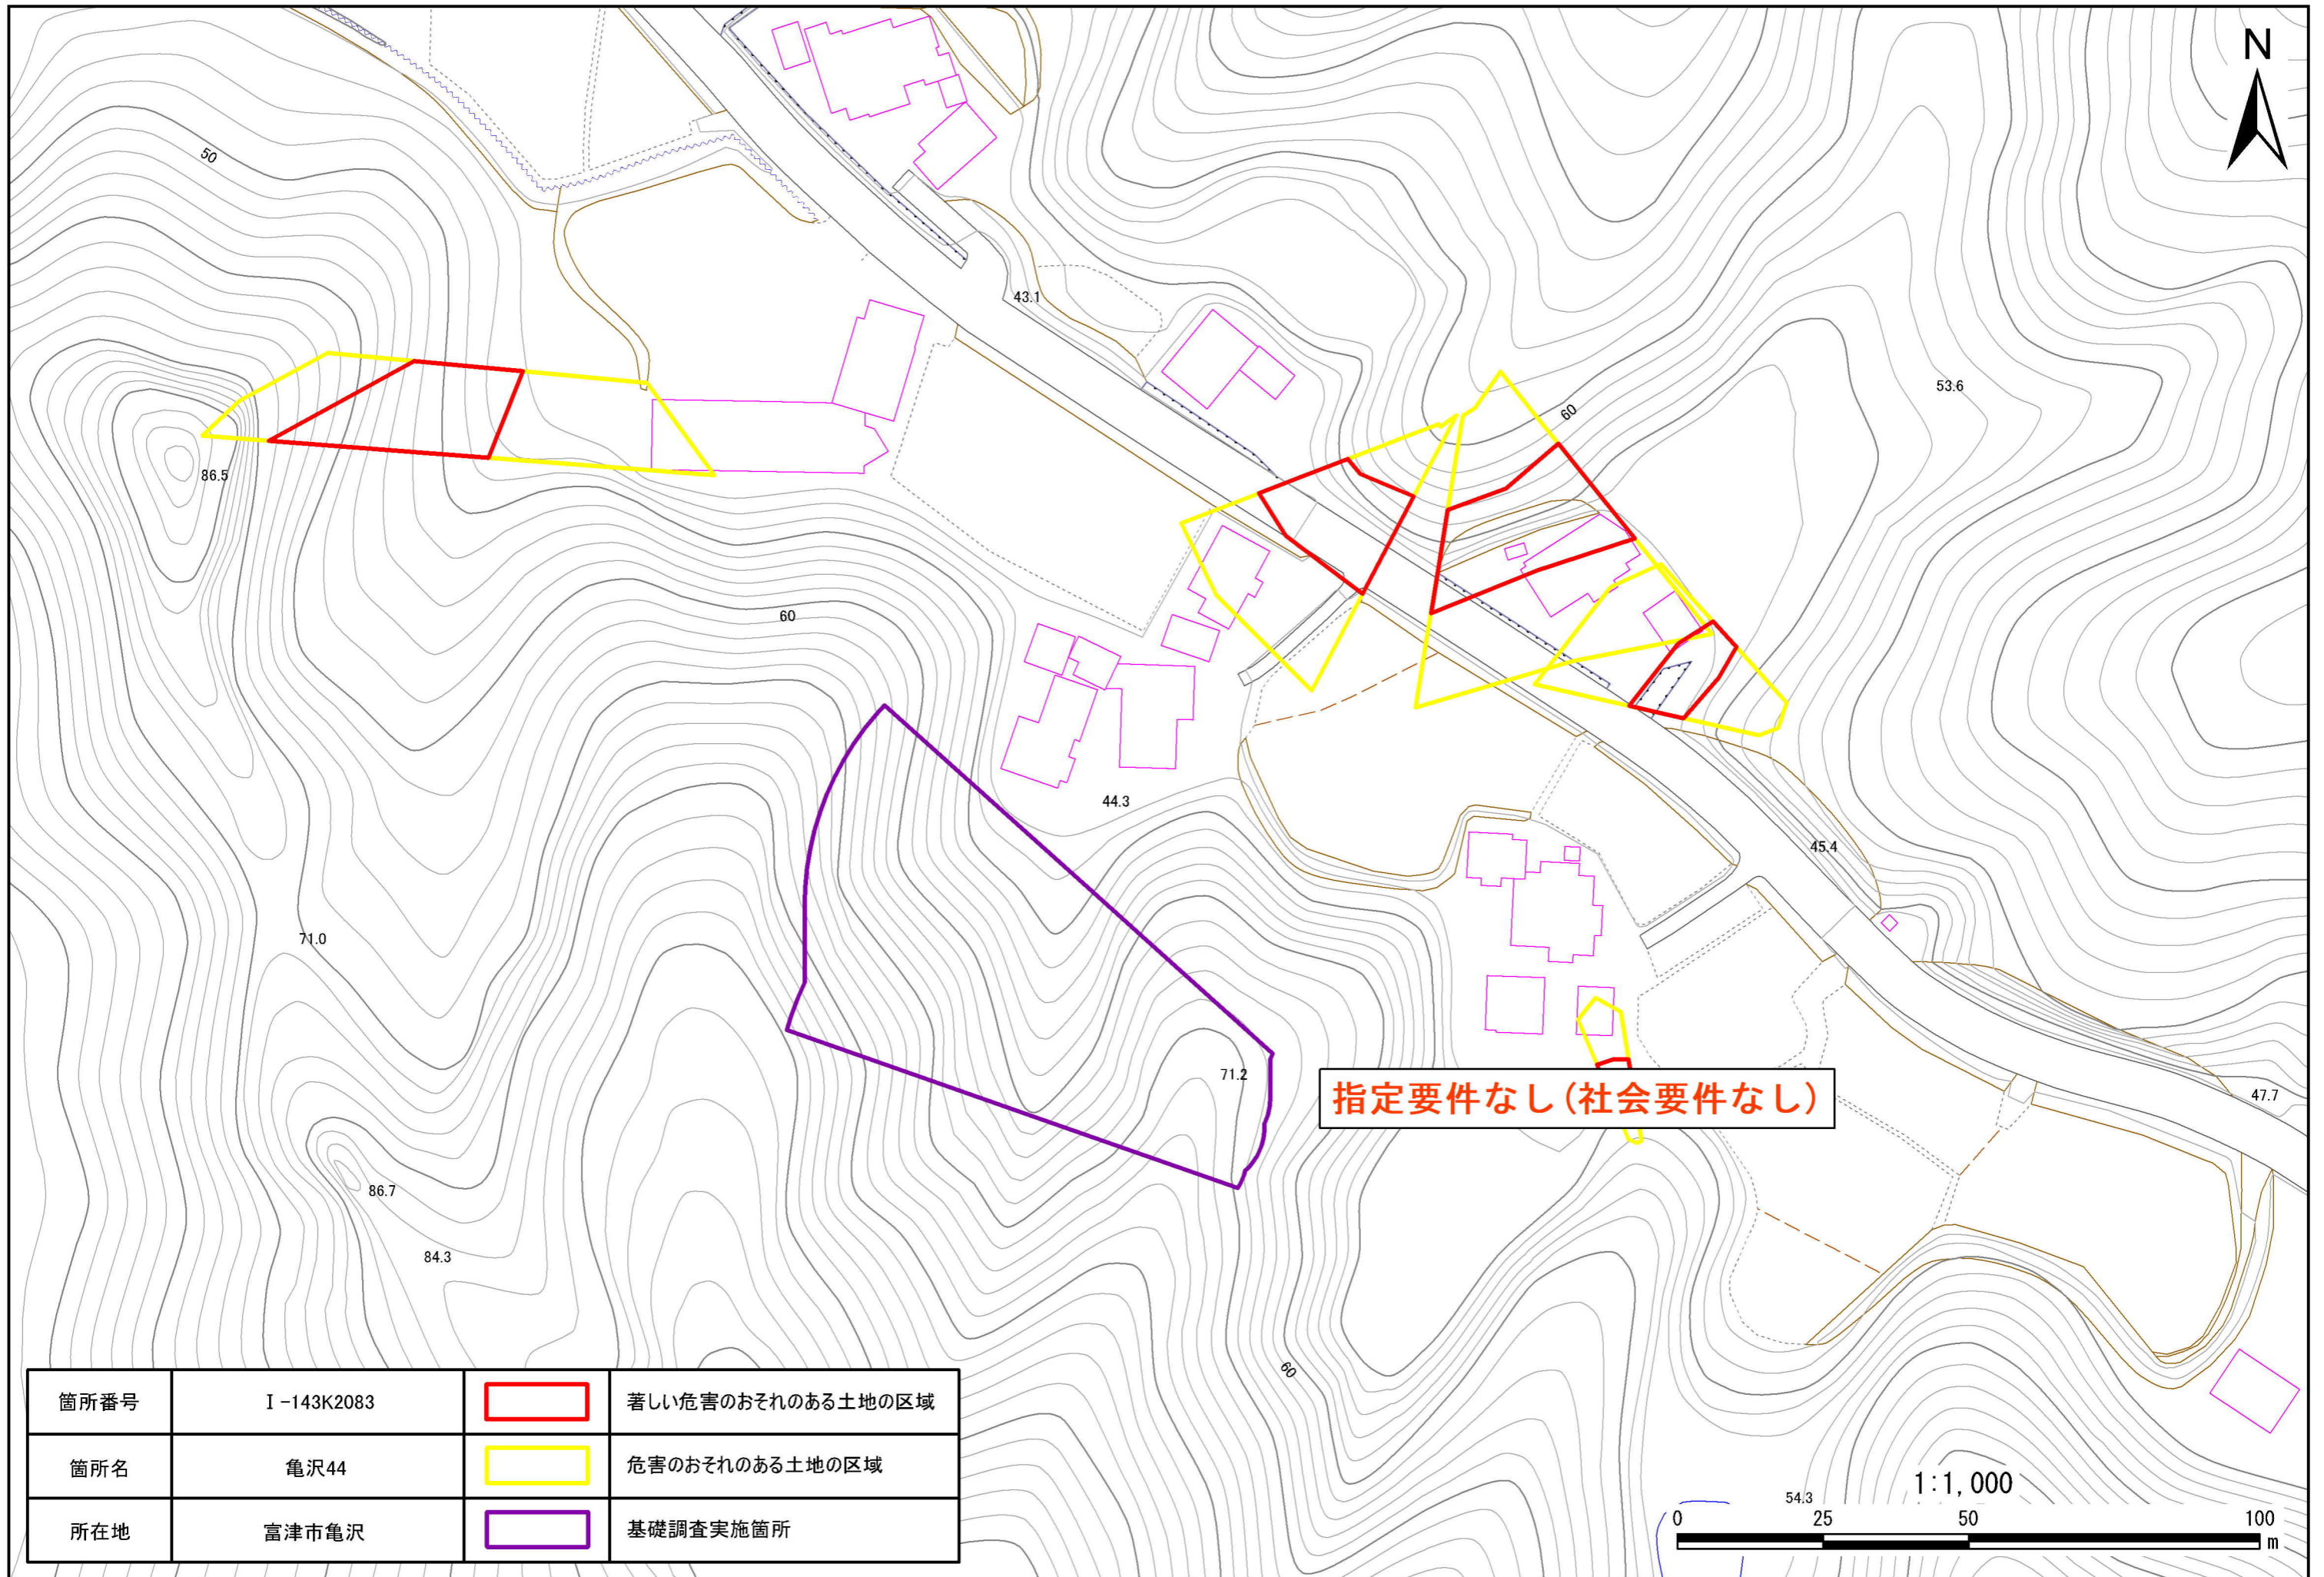 N
50
43.1
53.6
60
86.5
60
44.3
45.4
71.0
71.2
指定要件なし(社会要件なし)
47.7
86.7
84.3
60
箇所番号 Ⅰ-143K2083 著しい危害のおそれのある土地の区域
箇所名 亀沢44 危害のおそれのある土地の区域
所在地 富津市亀沢 基礎調査実施箇所
54.3
1:1,000
0 25 50 100
m